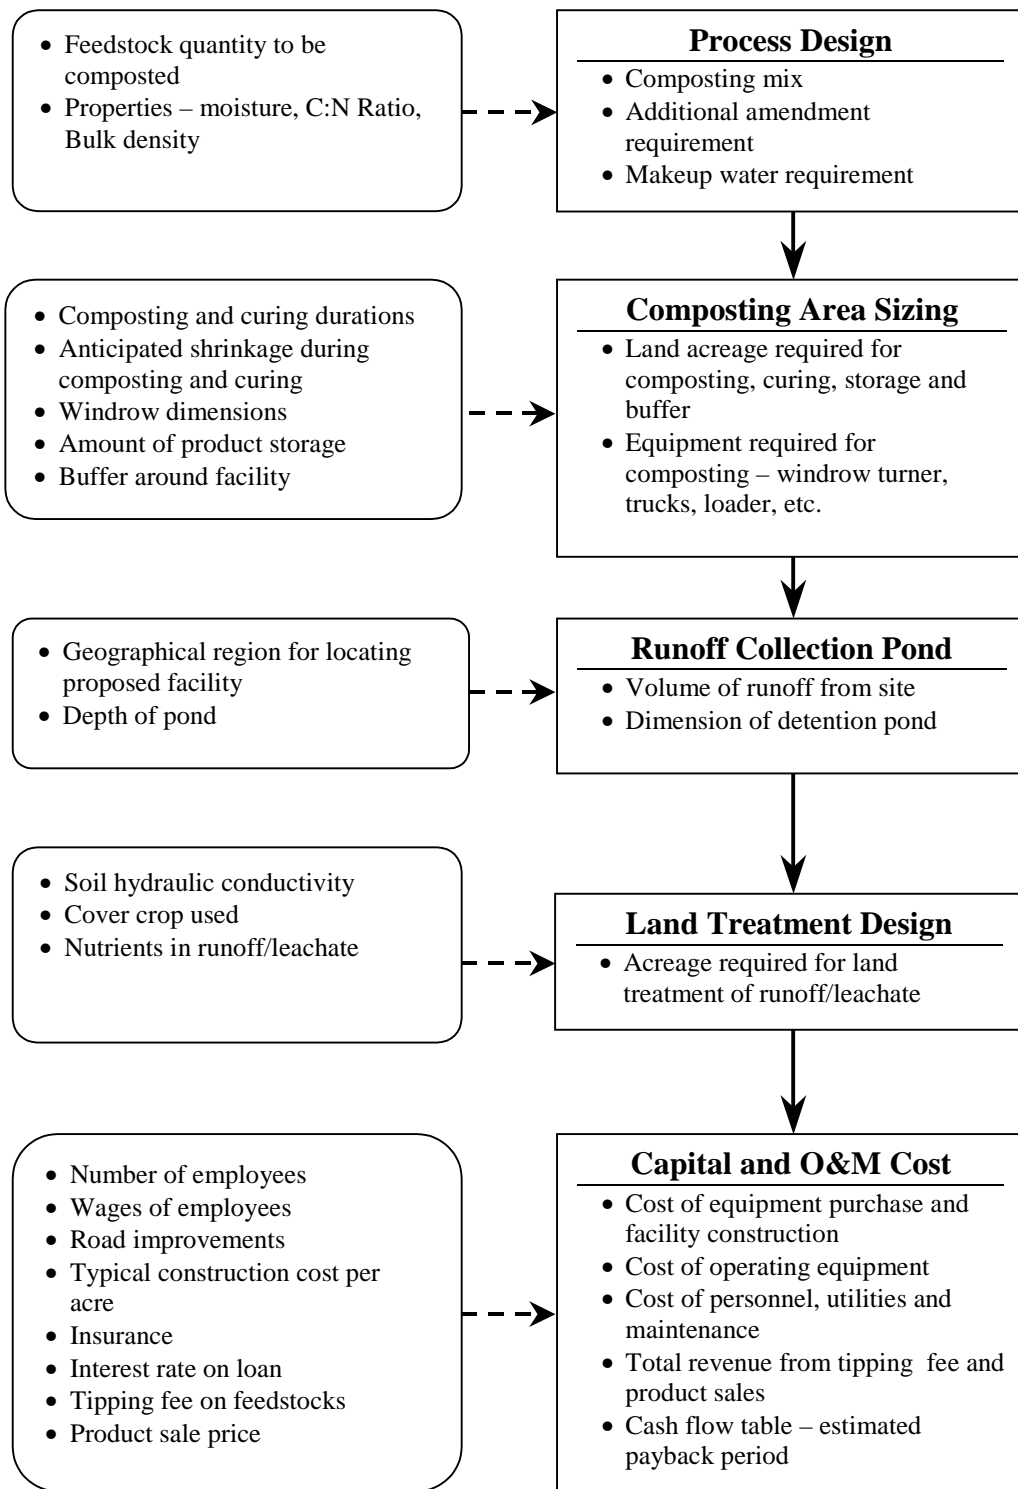 • Feedstock quantity to be
composted
• Properties – moisture, C:N Ratio,
Bulk density
Process Design
• Composting mix
• Additional amendment
requirement
• Makeup water requirement
• Composting and curing durations
• Anticipated shrinkage during
composting and curing
• Windrow dimensions
• Amount of product storage
• Buffer around facility
Composting Area Sizing
• Land acreage required for
composting, curing, storage and
buffer
• Equipment required for
composting – windrow turner,
trucks, loader, etc.
• Geographical region for locating
proposed facility
• Depth of pond
Runoff Collection Pond
• Volume of runoff from site
• Dimension of detention pond
• Soil hydraulic conductivity
• Cover crop used
• Nutrients in runoff/leachate
Land Treatment Design
• Acreage required for land
treatment of runoff/leachate
• Number of employees
• Wages of employees
• Road improvements
• Typical construction cost per
acre
• Insurance
• Interest rate on loan
• Tipping fee on feedstocks
• Product sale price
Capital and O&M Cost
• Cost of equipment purchase and
facility construction
• Cost of operating equipment
• Cost of personnel, utilities and
maintenance
• Total revenue from tipping  fee and
product sales
• Cash flow table – estimated
payback period